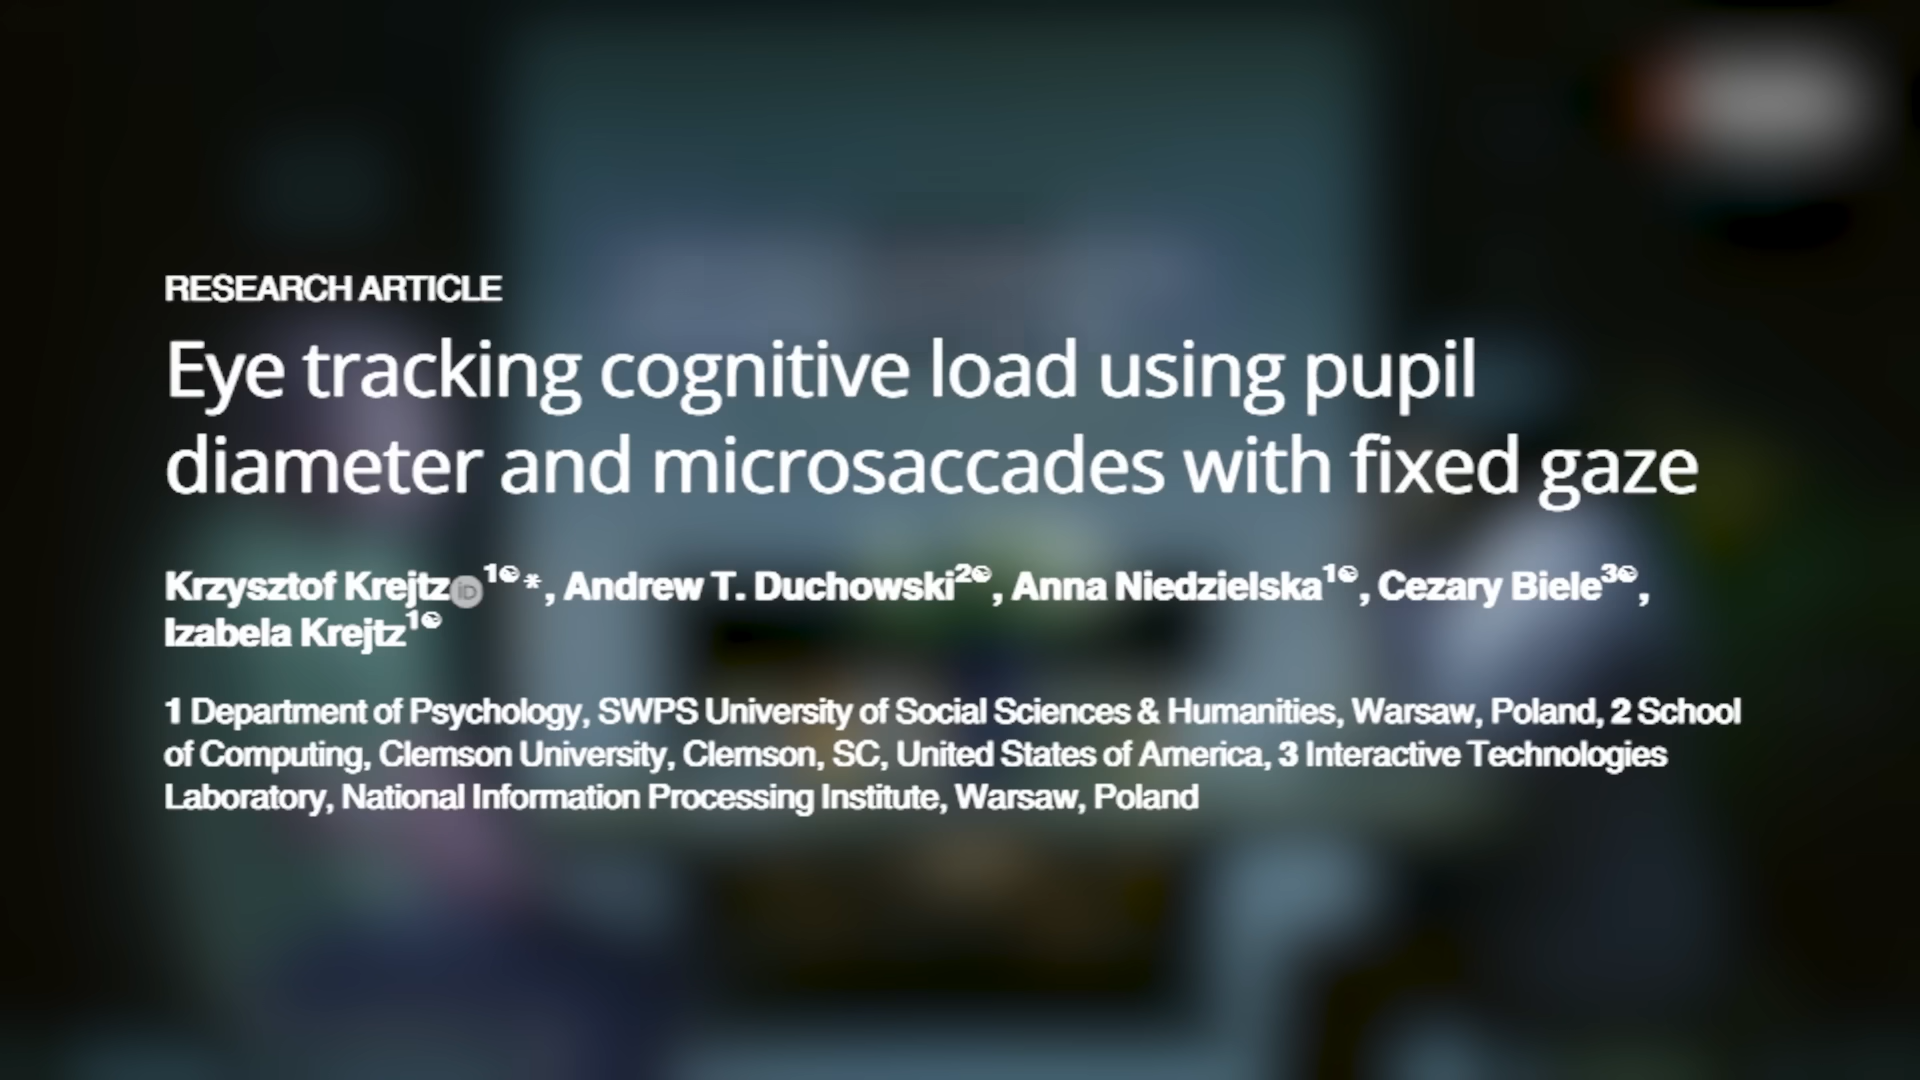 RESEARCH ARTICLE
Eye tracking cognitive load using pupil
diameter and microsaccades with fixed gaze
Krzysztof Krejtz iD 1☯*, Andrew T. Duchowski2☯, Anna Niedzielska1☯, Cezary Biele3☯,
Izabela Krejtz1☯
1 Department of Psychology, SWPS University of Social Sciences & Humanities, Warsaw, Poland, 2 School
of Computing, Clemson University, Clemson, SC, United States of America, 3 Interactive Technologies
Laboratory, National Information Processing Institute, Warsaw, Poland